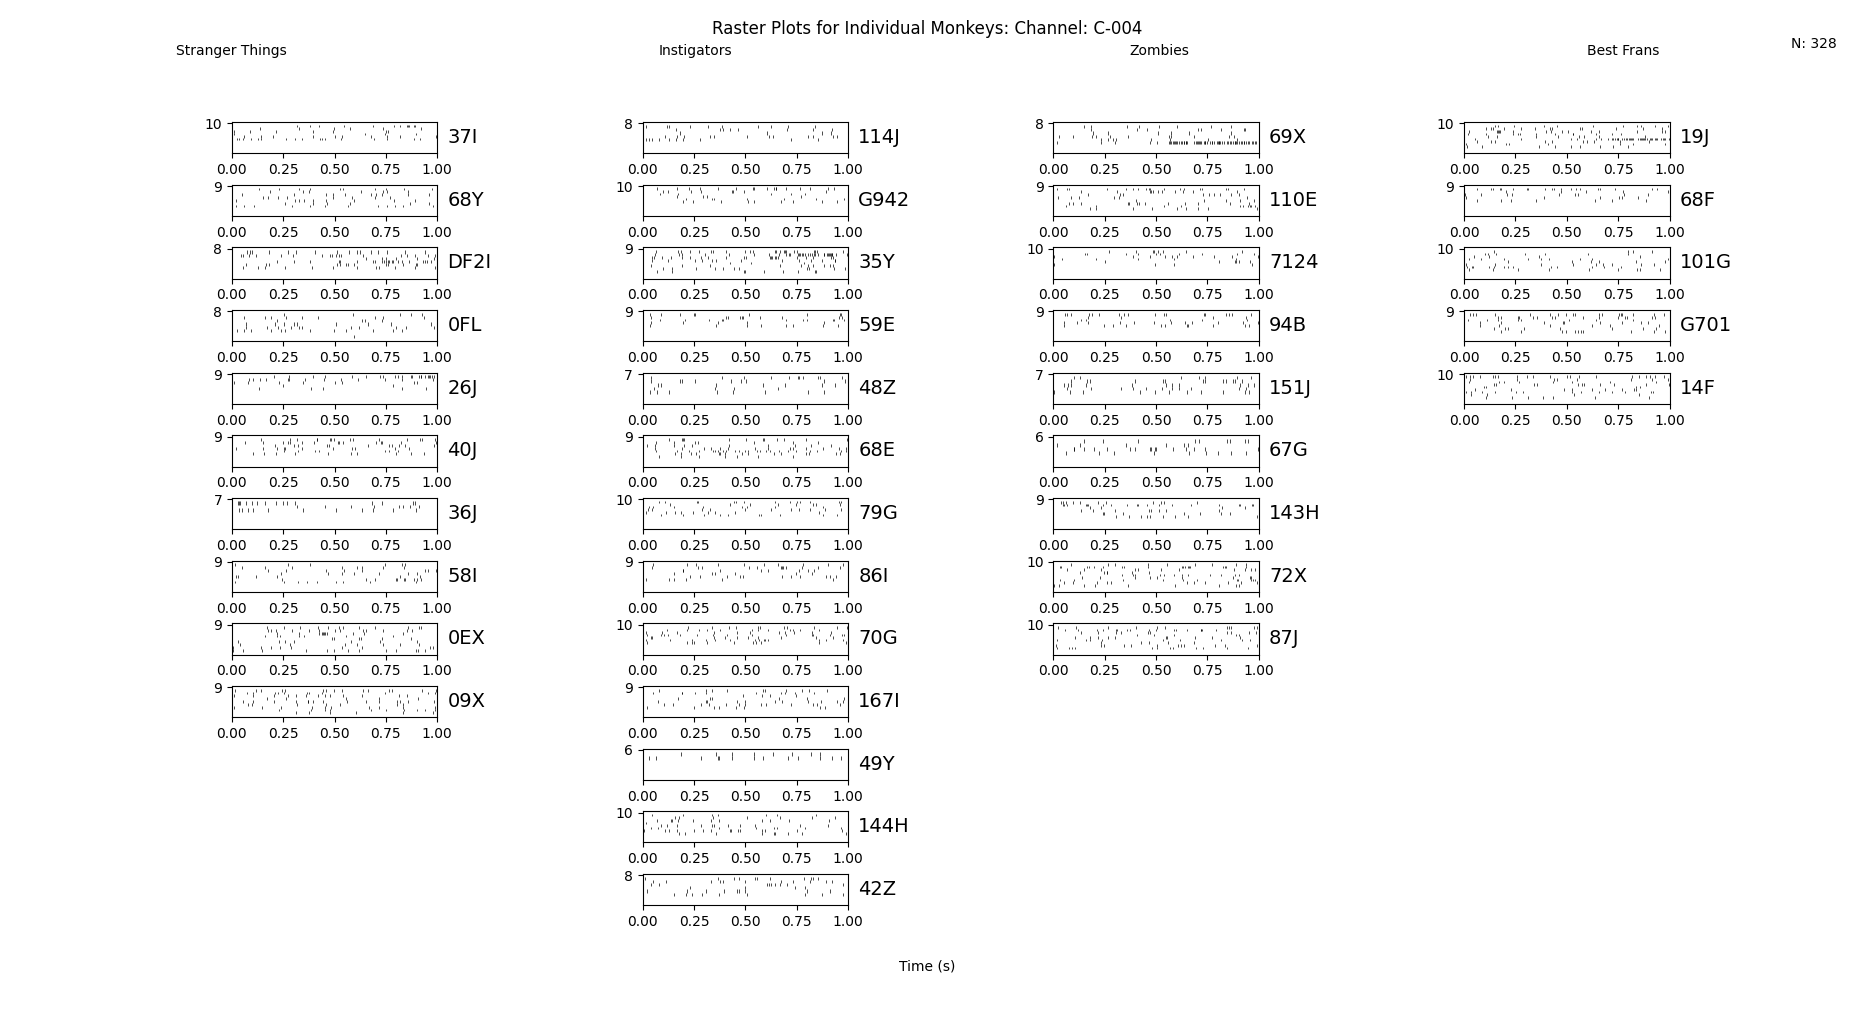 Raster Plots for Individual Monkeys: Channel: C-004
Stranger Things Instigators Zombies Best Frans N: 328
10 37I 8 114J 8 69X 10 19J
0.00 0.25 0.50 0.75 1.00 0.00 0.25 0.50 0.75 1.00 0.00 0.25 0.50 0.75 1.00 0.00 0.25 0.50 0.75 1.00
9 68Y 10 G942 9 110E 9 68F
0.00 0.25 0.50 0.75 1.00 0.00 0.25 0.50 0.75 1.00 0.00 0.25 0.50 0.75 1.00 0.00 0.25 0.50 0.75 1.00
8 DF2I 9 35Y 10 7124 10 101G
0.00 0.25 0.50 0.75 1.00 0.00 0.25 0.50 0.75 1.00 0.00 0.25 0.50 0.75 1.00 0.00 0.25 0.50 0.75 1.00
8 0FL 9 59E 9 94B 9 G701
0.00 0.25 0.50 0.75 1.00 0.00 0.25 0.50 0.75 1.00 0.00 0.25 0.50 0.75 1.00 0.00 0.25 0.50 0.75 1.00
9 26J 7 48Z 7 151J 10 14F
0.00 0.25 0.50 0.75 1.00 0.00 0.25 0.50 0.75 1.00 0.00 0.25 0.50 0.75 1.00 0.00 0.25 0.50 0.75 1.00
9 40J 9 68E 6 67G
0.00 0.25 0.50 0.75 1.00 0.00 0.25 0.50 0.75 1.00 0.00 0.25 0.50 0.75 1.00
7 36J 10 79G 9 143H
0.00 0.25 0.50 0.75 1.00 0.00 0.25 0.50 0.75 1.00 0.00 0.25 0.50 0.75 1.00
9 58I 9 86I 10 72X
0.00 0.25 0.50 0.75 1.00 0.00 0.25 0.50 0.75 1.00 0.00 0.25 0.50 0.75 1.00
9 0EX 10 70G 10 87J
0.00 0.25 0.50 0.75 1.00 0.00 0.25 0.50 0.75 1.00 0.00 0.25 0.50 0.75 1.00
9 09X 9 167I
0.00 0.25 0.50 0.75 1.00 0.00 0.25 0.50 0.75 1.00
6 49Y
0.00 0.25 0.50 0.75 1.00
10 144H
0.00 0.25 0.50 0.75 1.00
8 42Z
0.00 0.25 0.50 0.75 1.00
Time (s)